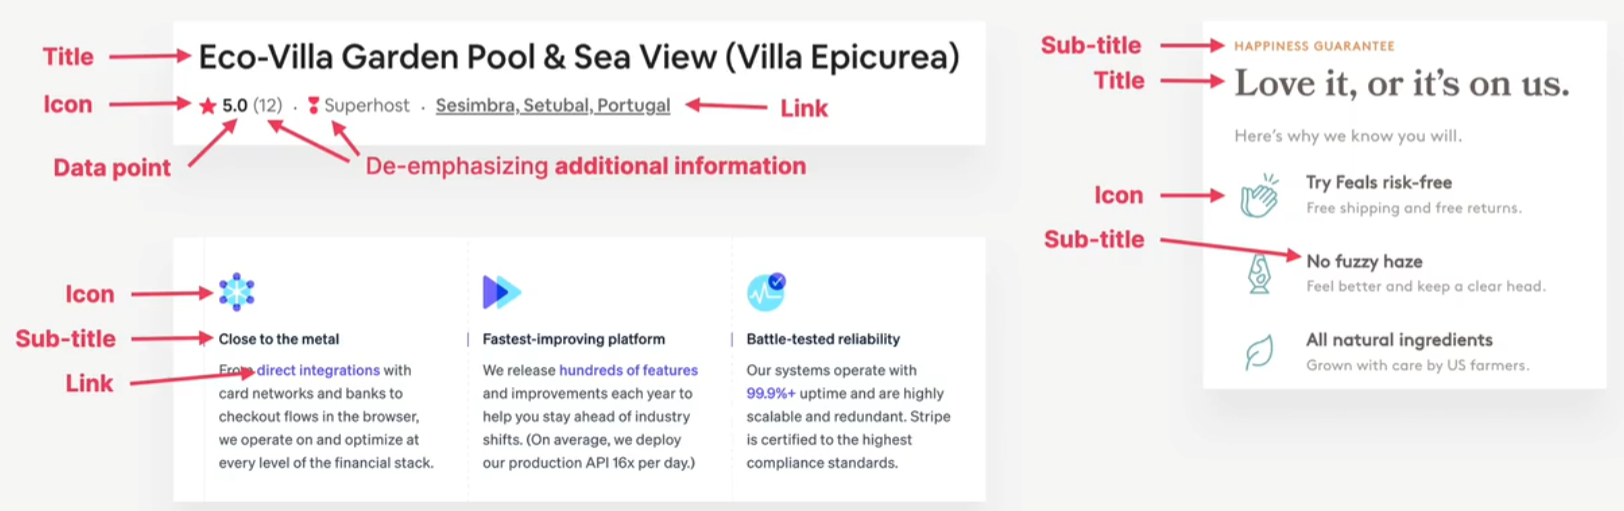 Title
Eco-Villa Garden Pool & Sea View (Villa Epicurea)
Icon
5.0 (12) · Superhost · Sesimbra, Setubal, Portugal
Link
Data point
De-emphasizing additional information
Icon
Sub-title
Link
Close to the metal
From direct integrations with
card networks and banks to
checkout flows in the browser,
we operate on and optimize at
every level of the financial stack.
Fastest-improving platform
We release hundreds of features
and improvements each year to
help you stay ahead of industry
shifts. (On average, we deploy
our production API 16x per day.)
Battle-tested reliability
Our systems operate with
99.9%+ uptime and are highly
scalable and redundant. Stripe
is certified to the highest
compliance standards.
Sub-title
HAPPINESS GUARANTEE
Title
Love it, or it's on us.
Here's why we know you will.
Icon
Try Feals risk-free
Free shipping and free returns.
Sub-title
No fuzzy haze
Feel better and keep a clear head.
All natural ingredients
Grown with care by US farmers.